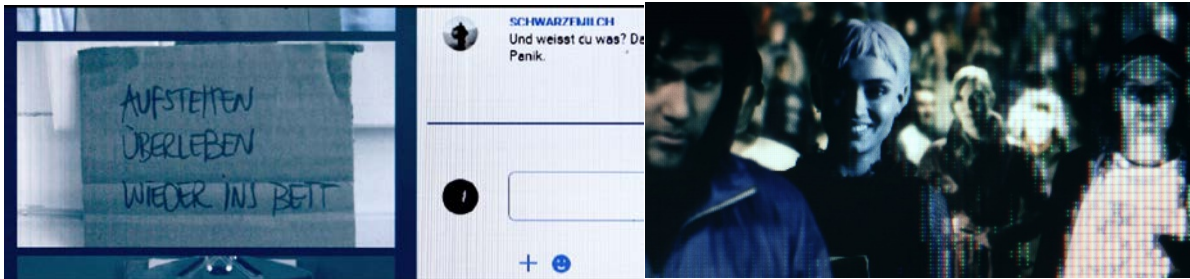 AUFSTEHEN
ÜBERLEBEN
WIEDER INS BETT
SCHWARZEMILCH
Und weisst du was? Da
Panik.